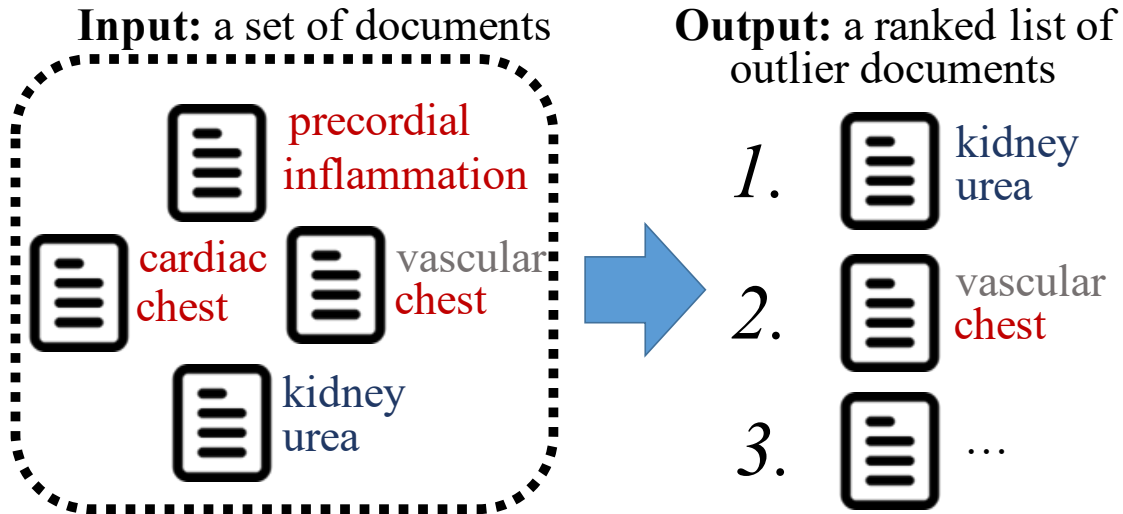 Input: a set of documents
precordial
inflammation
cardiac
chest
vascular
chest
kidney
urea
Output: a ranked list of
outlier documents
1.
kidney
urea
2.
vascular
chest
3.
...